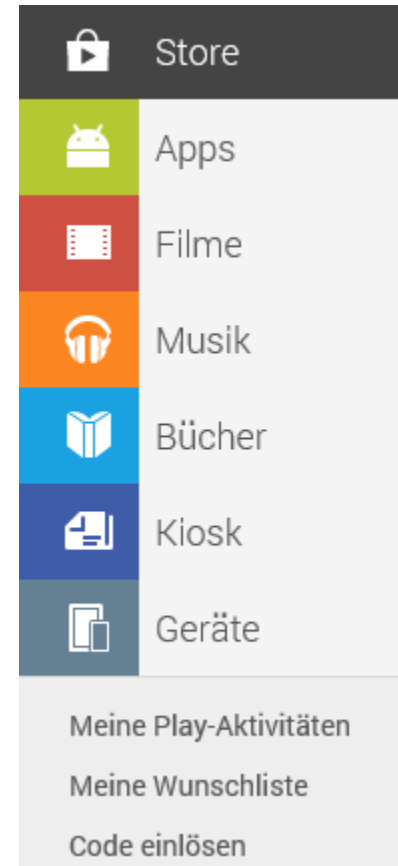 Store
Apps
Filme
Musik
Bücher
Kiosk
Geräte
Meine Play-Aktivitäten
Meine Wunschliste
Code einlösen